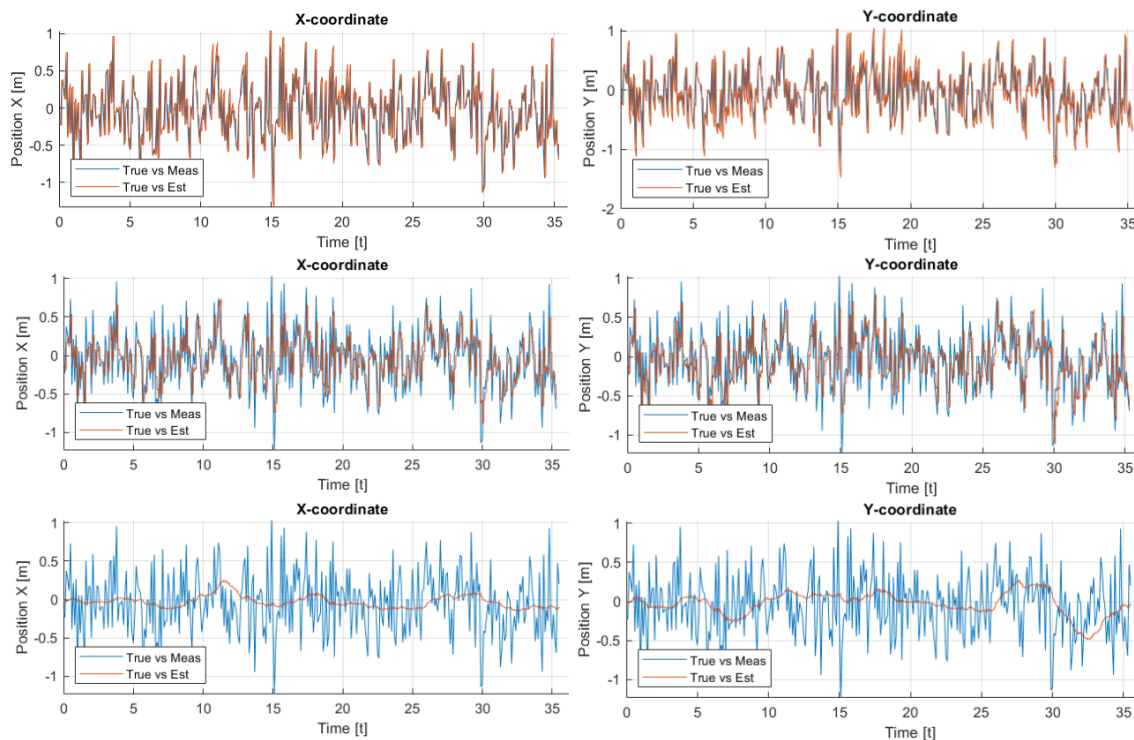 X-coordinate
Position X [m]
1
0.5
0
-0.5
-1
True vs Meas
True vs Est
0 5 10 15 20 25 30 35
Time [t]
Y-coordinate
Position Y [m]
1
0
-1
-2
True vs Meas
True vs Est
0 5 10 15 20 25 30 35
Time [t]
X-coordinate
Position X [m]
1
0.5
0
-0.5
-1
True vs Meas
True vs Est
0 5 10 15 20 25 30 35
Time [t]
Y-coordinate
Position Y [m]
1
0.5
0
-0.5
-1
True vs Meas
True vs Est
0 5 10 15 20 25 30 35
Time [t]
X-coordinate
Position X [m]
1
0.5
0
-0.5
-1
True vs Meas
True vs Est
0 5 10 15 20 25 30 35
Time [t]
Y-coordinate
Position Y [m]
1
0.5
0
-0.5
-1
True vs Meas
True vs Est
0 5 10 15 20 25 30 35
Time [t]